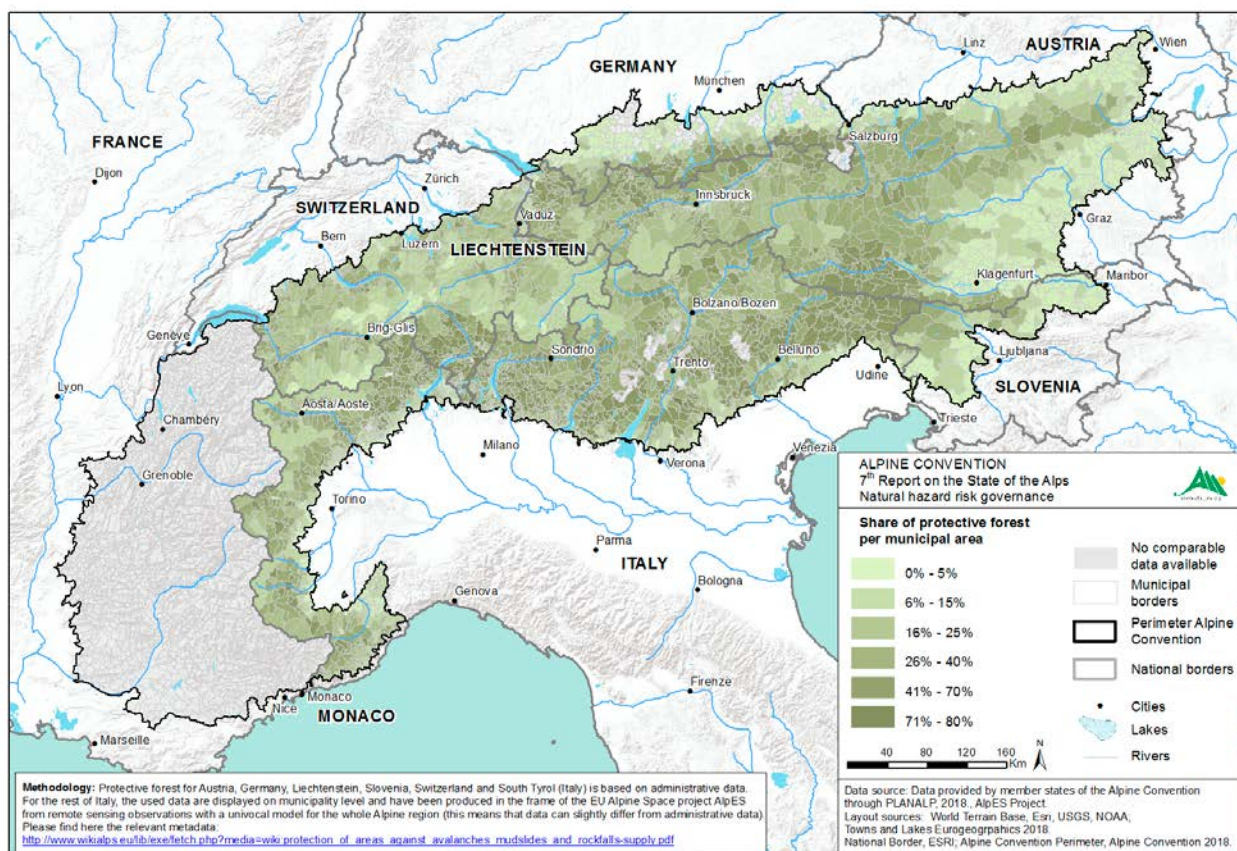 Linz
AUSTRIA
Wien
GERMANY
München
FRANCE
Salzburg
Dijon
Zürich
Innsbruck
SWITZERLAND
Vaduz
Graz
Bern
Luzern
LIECHTENSTEIN
Klagenfurt
Maribor
Bolzano/Bozen
Genève
Brig-Glis
Sondrio
Belluno
Ljubljana
Trento
Udine
SLOVENIA
Lyon
Aosta/Aoste
Chambéry
Trieste
Milano
Venezia
Grenoble
Verona
Torino
ITALY
Parma
Bologna
Genova
Firenze
Monaco
Nice
MONACO
Marseille
ALPINE CONVENTION
7th Report on the State of the Alps
Natural hazard risk governance
Share of protective forest
per municipal area
0% - 5%
6% - 15%
16% - 25%
26% - 40%
41% - 70%
71% - 80%
No comparable
data available
Municipal
borders
Perimeter Alpine
Convention
National borders
Cities
Lakes
Rivers
40 80 120 160
Km
N
Methodology: Protective forest for Austria, Germany, Liechtenstein, Slovenia, Switzerland and South Tyrol (Italy) is based on administrative data.
For the rest of Italy, the used data are displayed on municipality level and have been produced in the frame of the EU Alpine Space project AlpES
from remote sensing observations with a univocal model for the whole Alpine region (this means that data can slightly differ from administrative data).
Please find here the relevant metadata:
http://www.wikialps.eu/lib/exe/fetch.php?media=wiki:protection_of_areas_against_avalanches_mudslides_and_rockfalls-supply.pdf
Data source: Data provided by member states of the Alpine Convention
through PLANALP, 2018., AlpES Project.
Layout sources: World Terrain Base, Esri, USGS, NOAA;
Towns and Lakes Eurogeogrpahics 2018.
National Border, ESRI; Alpine Convention Perimeter, Alpine Convention 2018.